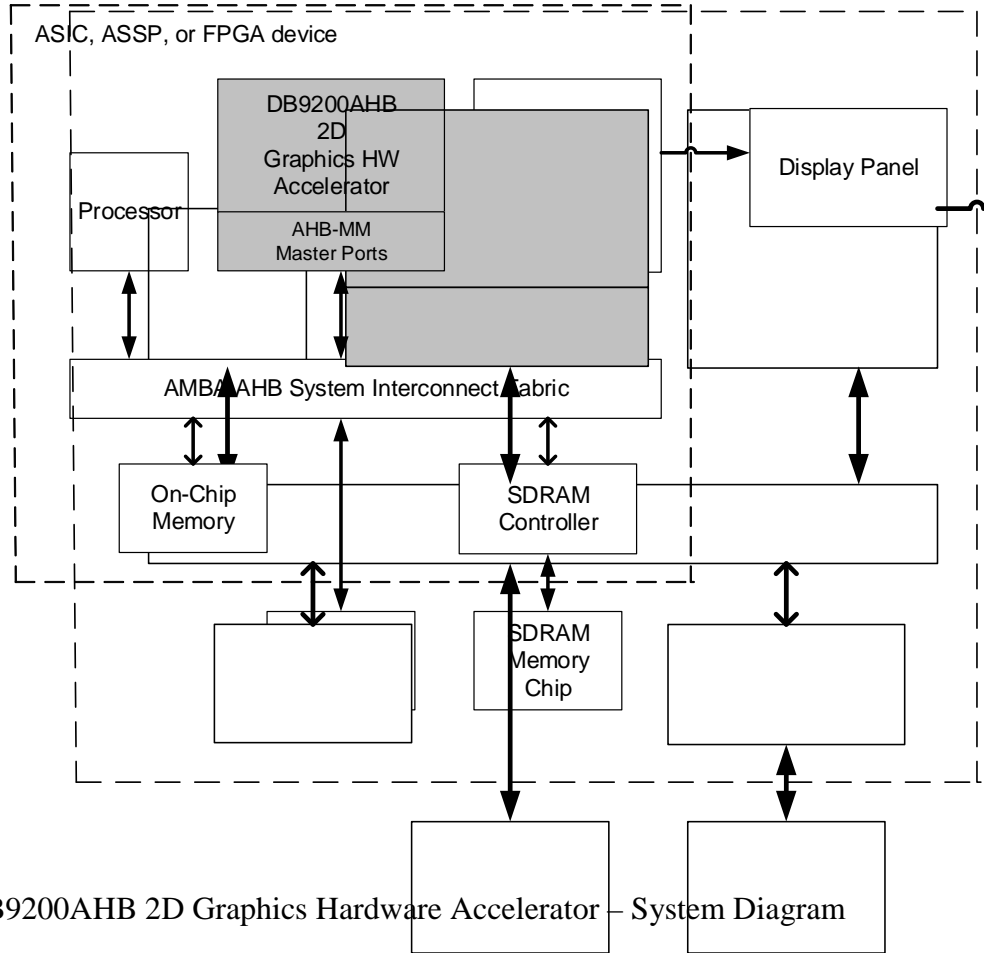 ASIC, ASSP, or FPGA device
DB9200AHB
2D
Graphics HW
Accelerator
AHB-MM
Master Ports
Processor
Display Panel
AMBA AHB System Interconnect Fabric
On-Chip
Memory
SDRAM
Controller
SDRAM
Memory
Chip
B9200AHB 2D Graphics Hardware Accelerator – System Diagram